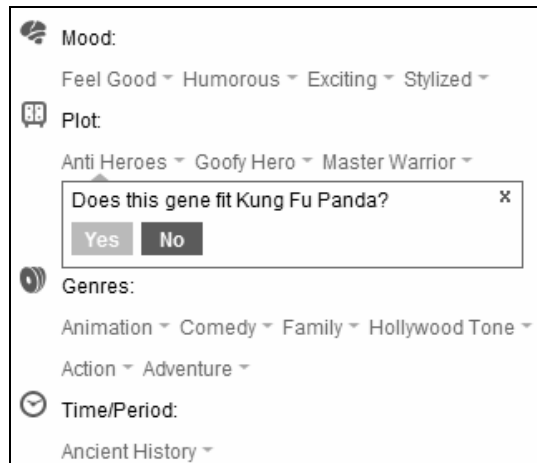 Mood:
Feel Good Humorous Exciting Stylized
Plot:
Anti Heroes Goofy Hero Master Warrior
Does this gene fit Kung Fu Panda? x
Yes No
Genres:
Animation Comedy Family Hollywood Tone
Action Adventure
Time/Period:
Ancient History